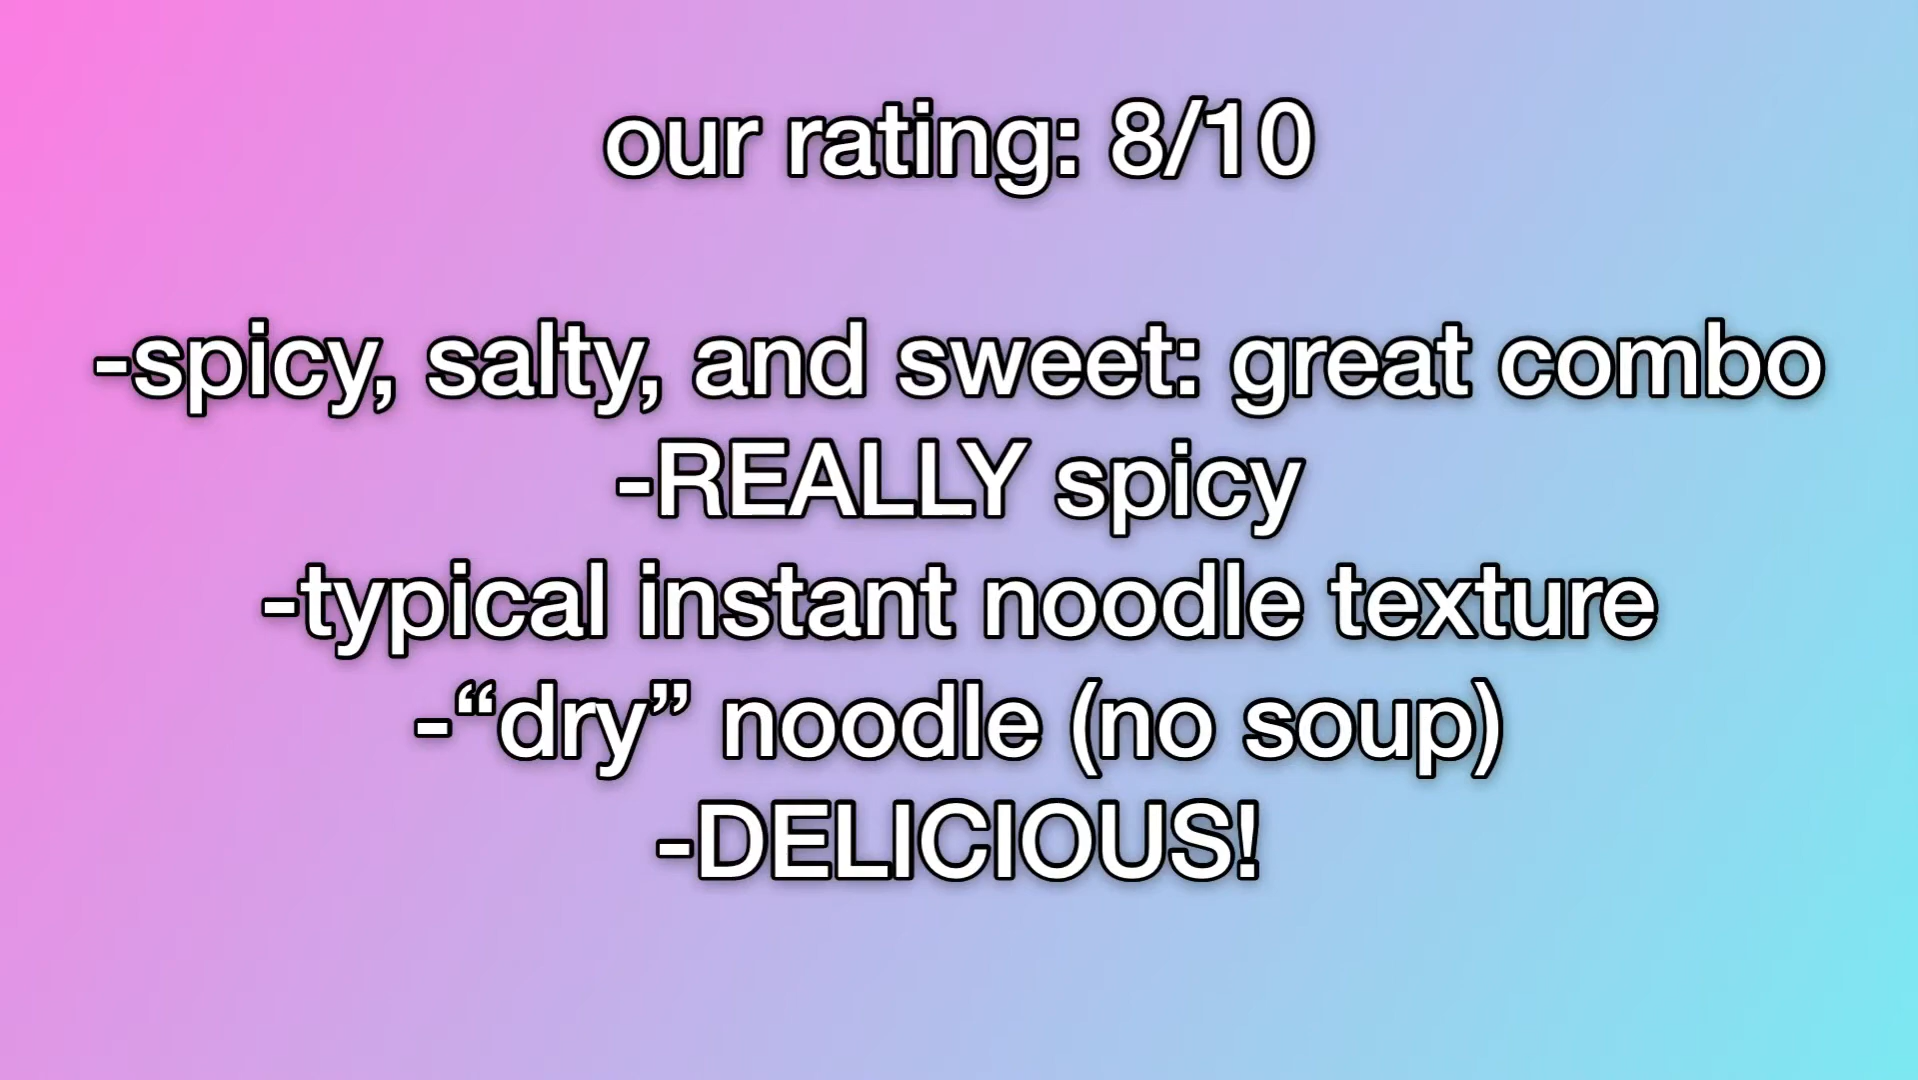 our rating: 8/10
-spicy, salty, and sweet: great combo
-REALLY spicy
-typical instant noodle texture
-“dry” noodle (no soup)
-DELICIOUS!